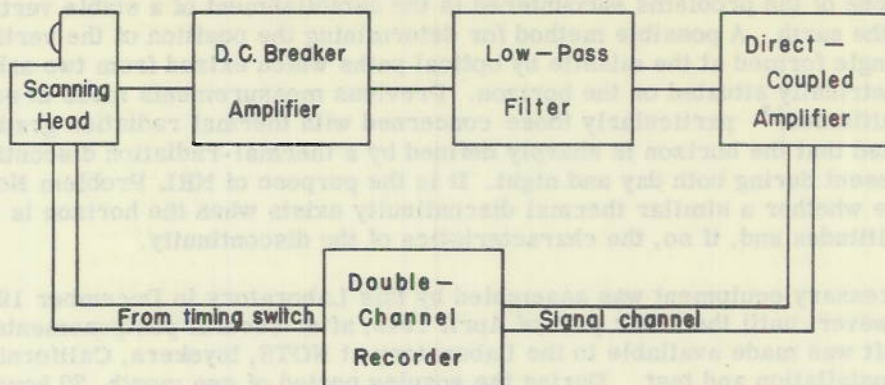 Scanning
Head
D.C. Breaker
Amplifier
Low-Pass
Filter
Direct-
Coupled
Amplifier
From timing switch
Double-
Channel
Recorder
Signal channel